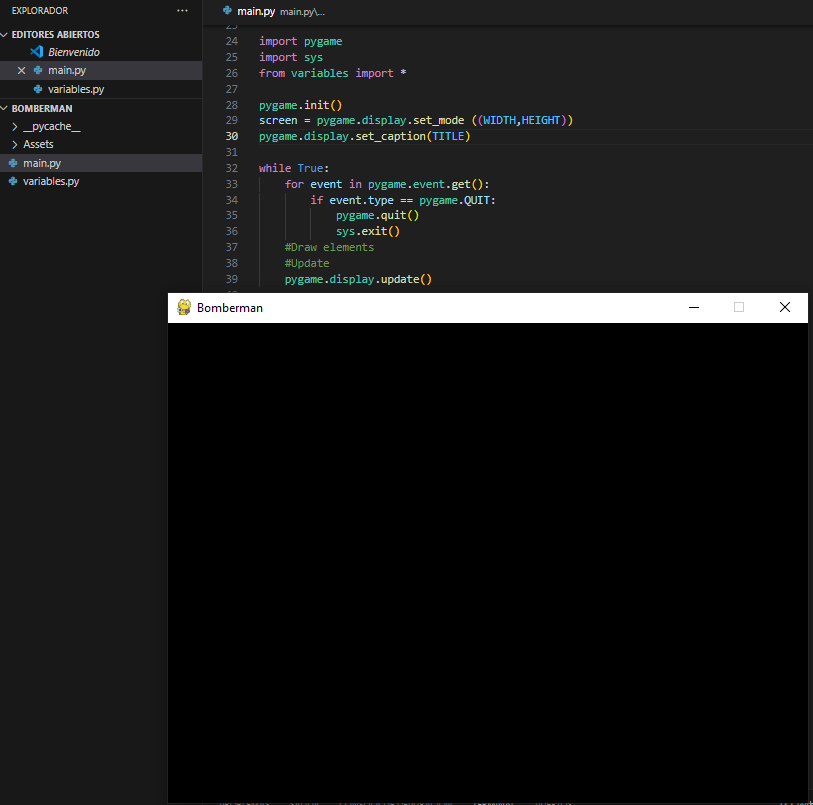 EXPLORADOR ...
EDITORES ABIERTOS
Bienvenido
main.py
variables.py
BOMBERMAN
__pycache__
Assets
main.py
variables.py
main.py main.py\...
23
24 import pygame
25 import sys
26 from variables import *
27
28 pygame.init()
29 screen = pygame.display.set_mode ((WIDTH,HEIGHT))
30 pygame.display.set_caption(TITLE)
31
32 while True:
33 for event in pygame.event.get():
34 if event.type == pygame.QUIT:
35 pygame.quit()
36 sys.exit()
37 #Draw elements
38 #Update
39 pygame.display.update()
Bomberman